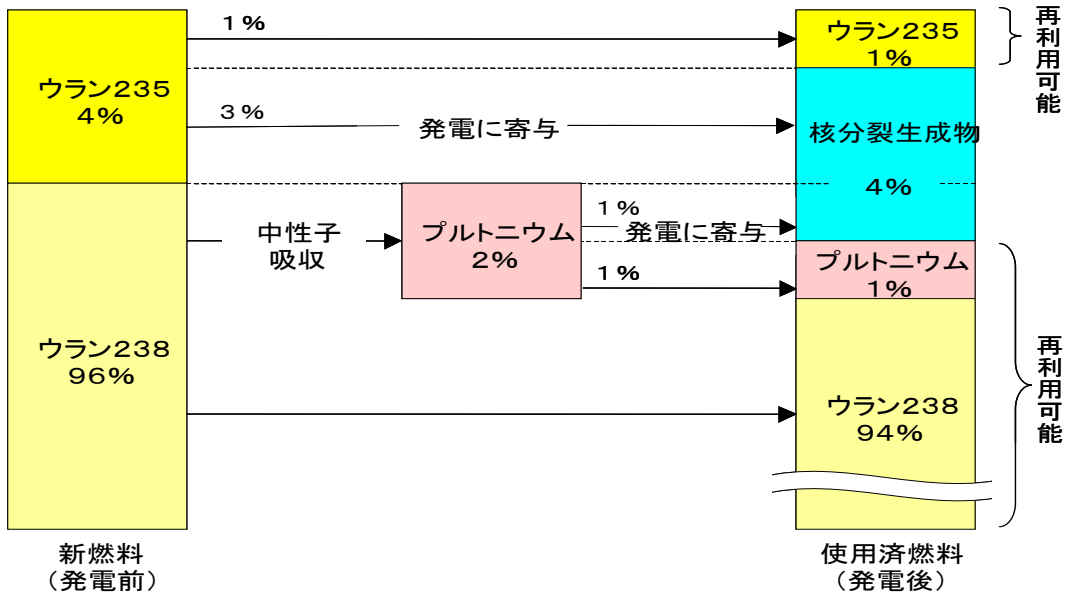 ウラン235
4%
ウラン238
96%
新燃料
(発電前)
1%
3%
発電に寄与
中性子
吸収
プルトニウム
2%
1%
発電に寄与
1%
ウラン235
1%
核分裂生成物
4%
プルトニウム
1%
ウラン238
94%
使用済燃料
(発電後)
再利用可能
再利用可能